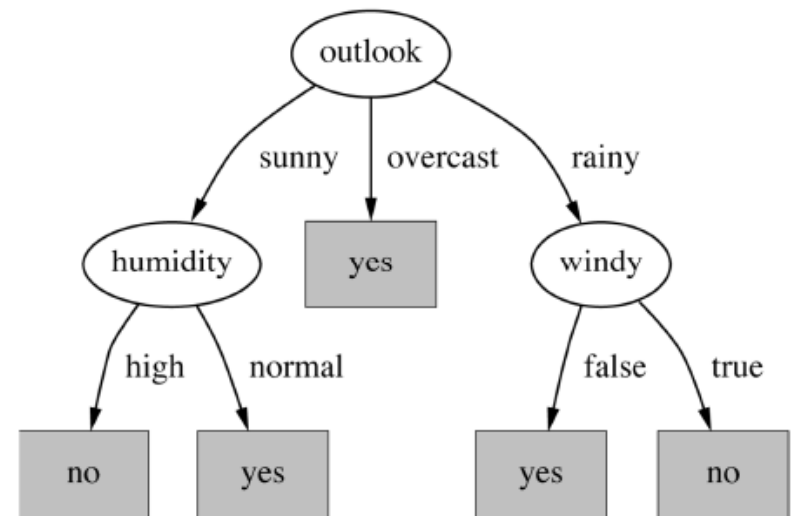 outlook
sunny overcast rainy
humidity yes windy
high normal false true
no yes yes no